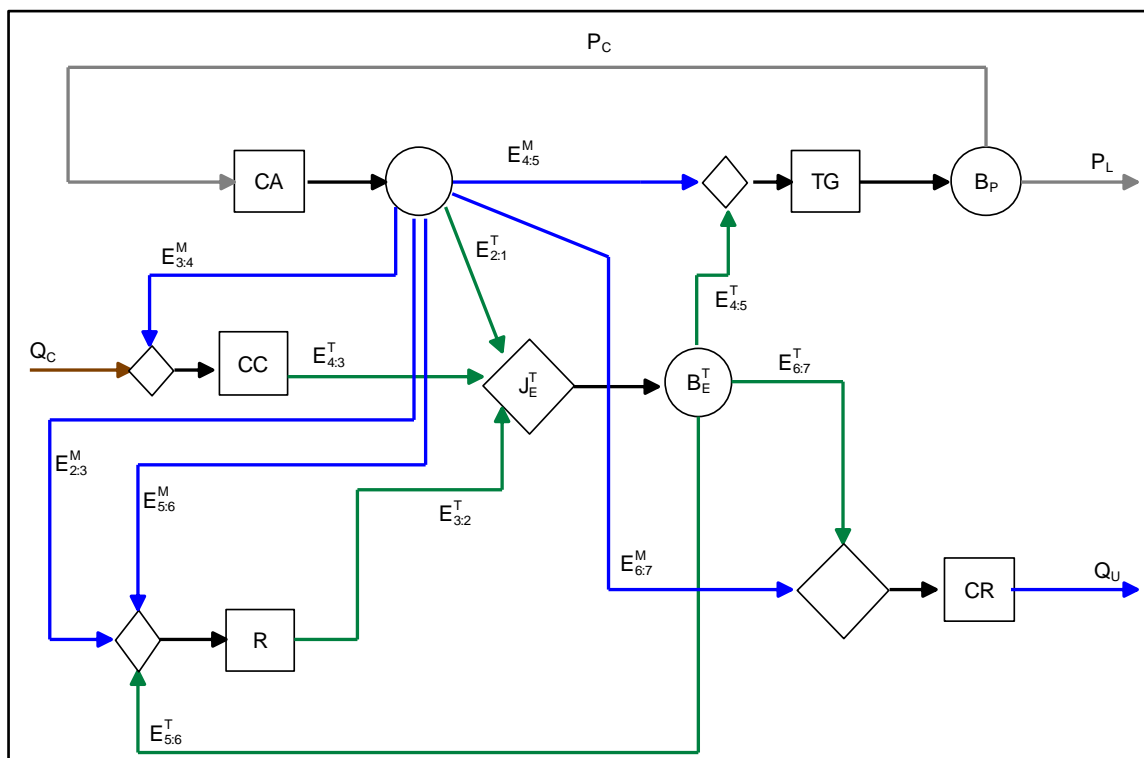 P_C
CA
E^M_4:5
TG
B_P
P_L
E^T_2:1
E^M_3:4
E^T_4:5
Q_C
CC
E^T_4:3
J^T_E
B^T_E
E^T_6:7
E^M_2:3
E^M_5:6
E^T_3:2
E^M_6:7
CR
Q_U
R
E^T_5:6